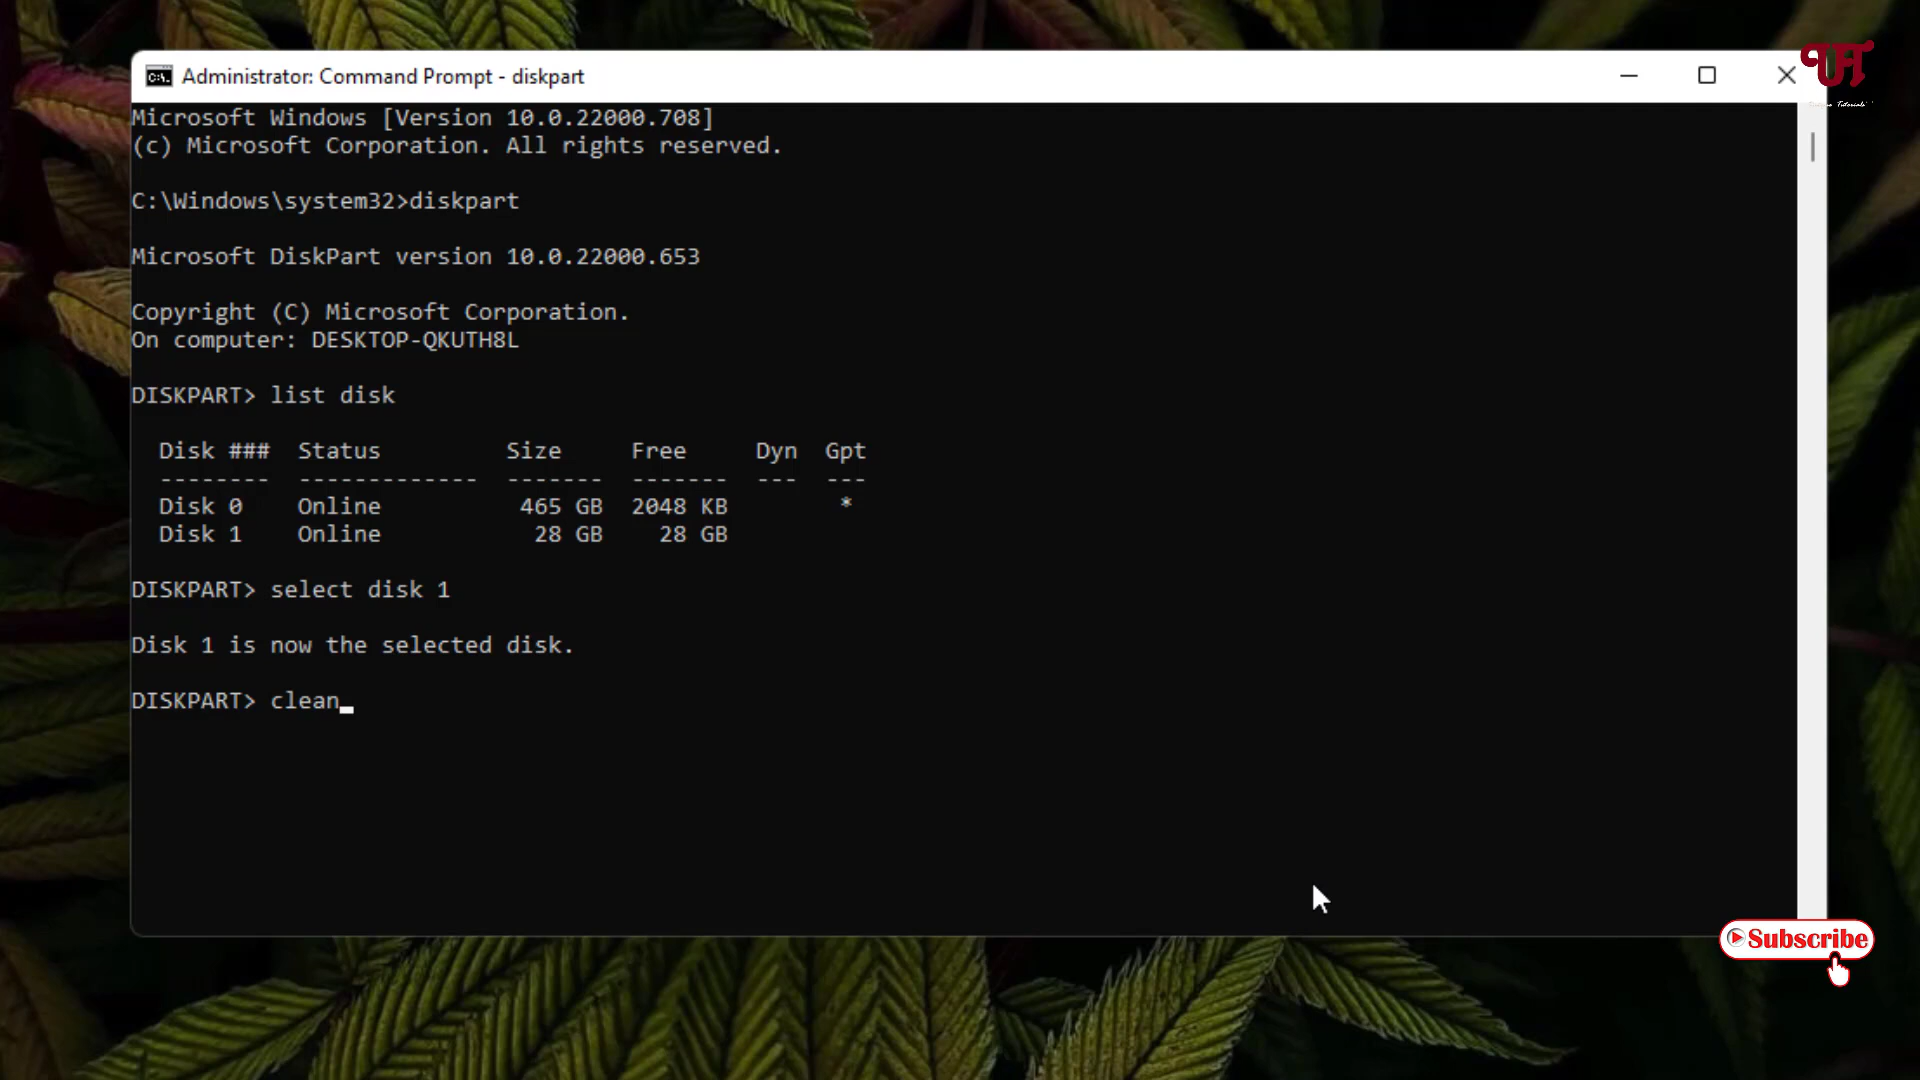 Administrator: Command Prompt - diskpart
Microsoft Windows [Version 10.0.22000.708]
(c) Microsoft Corporation. All rights reserved.
C:\Windows\system32>diskpart
Microsoft DiskPart version 10.0.22000.653
Copyright (C) Microsoft Corporation.
On computer: DESKTOP-QKUTH8L
DISKPART> list disk
Disk ###  Status         Size     Free     Dyn  Gpt
--------  -------------  -------  -------  ---  ---
Disk 0    Online          465 GB  2048 KB        *
Disk 1    Online           28 GB    28 GB
DISKPART> select disk 1
Disk 1 is now the selected disk.
DISKPART> clean
Subscribe